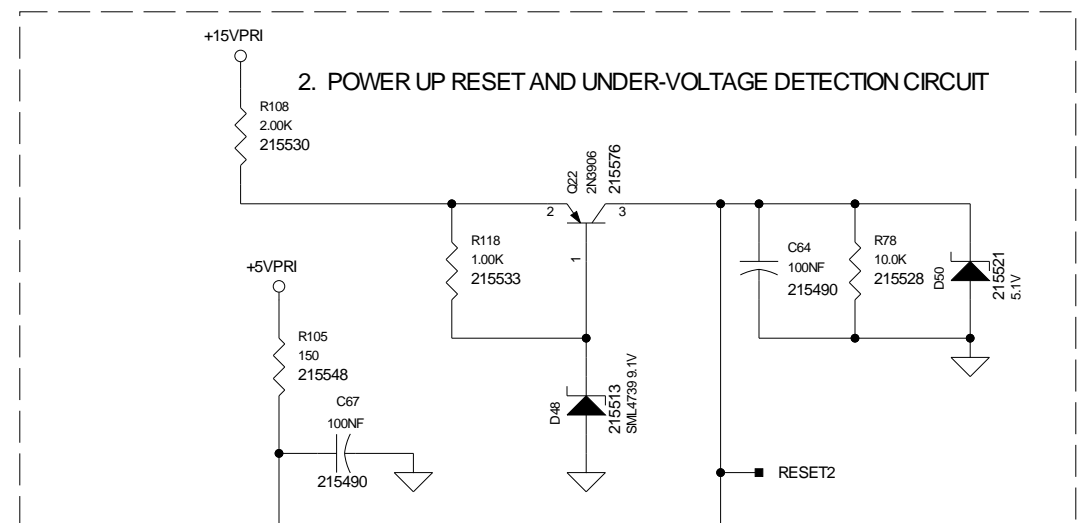 +15VPRI
2. POWER UP RESET AND UNDER-VOLTAGE DETECTION CIRCUIT
R108
2.00K
215530
Q22
2N3906
215576
2
3
1
R118
1.00K
215533
C64
100NF
215490
R78
10.0K
215528
D50
215521
5.1V
+5VPRI
R105
150
215548
C67
100NF
215490
D48
215513
SML4739 9.1V
RESET2